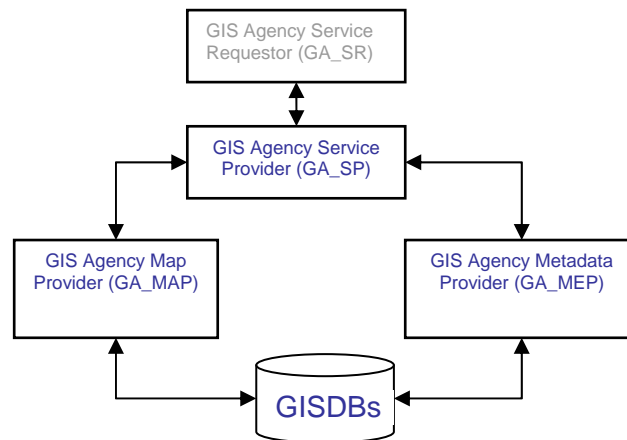 GIS Agency Service
Requestor (GA_SR)
GIS Agency Service
Provider (GA_SP)
GIS Agency Map
Provider (GA_MAP)
GIS Agency Metadata
Provider (GA_MEP)
GISDBs